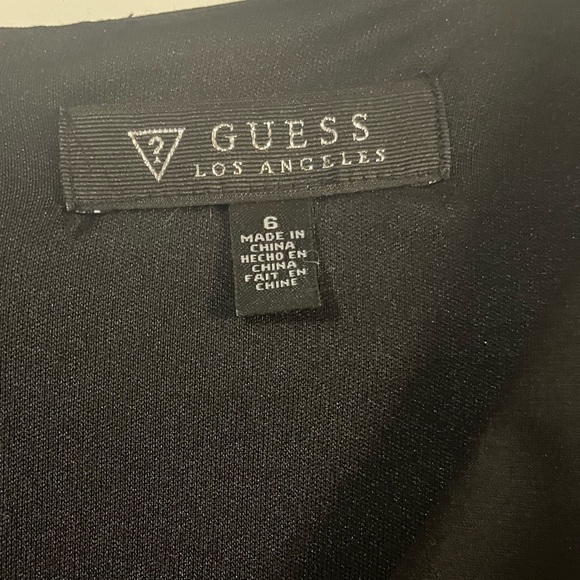 ?
GUESS
LOS ANGELES
6
MADE IN
CHINA
HECHO EN
CHINA
FAIT EN
CHINE